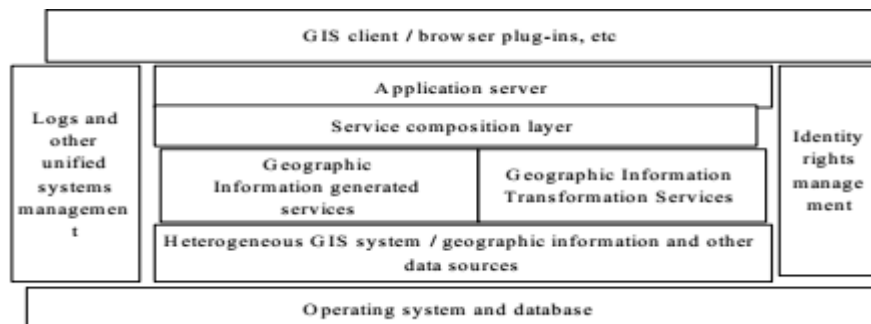 GIS client / browser plug-ins, etc
Logs and
other
unified
systems
managemen
t
Application server
Service composition layer
Geographic
Information generated
services
Geographic Information
Transformation Services
Heterogeneous GIS system / geographic information and other
data sources
Identity
rights
manage
ment
Operating system and database